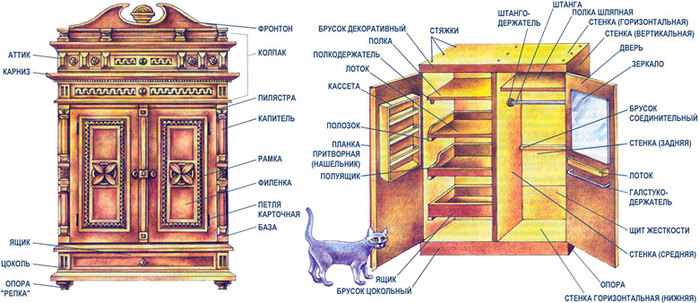 ФРОНТОН
КОЛПАК
АТТИК
КАРНИЗ
ПИЛЯСТРА
КАПИТЕЛЬ
РАМКА
ФИЛЕНКА
ПЕТЛЯ
КАРТОЧНАЯ
БАЗА
ЯЩИК
ЦОКОЛЬ
ОПОРА
"РЕПКА"
БРУСОК ДЕКОРАТИВНЫЙ
СТЯЖКИ
ПОЛКА
ПОЛКОДЕРЖАТЕЛЬ
ЛОТОК
КАССЕТА
ПОЛОЗОК
ПЛАНКА
ПРИТВОРНАЯ
(НАЩЕЛЬНИК)
ПОЛУЯЩИК
ЯЩИК
БРУСОК ЦОКОЛЬНЫЙ
ШТАНГО-
ДЕРЖАТЕЛЬ
ШТАНГА
ПОЛКА ШЛЯПНАЯ
СТЕНКА (ГОРИЗОНТАЛЬНАЯ)
СТЕНКА (ВЕРТИКАЛЬНАЯ)
ДВЕРЬ
ЗЕРКАЛО
БРУСОК
СОЕДИНИТЕЛЬНЫЙ
СТЕНКА (ЗАДНЯЯ)
ЛОТОК
ГАЛСТУКО-
ДЕРЖАТЕЛЬ
ЩИТ ЖЕСТКОСТИ
СТЕНКА (СРЕДНЯЯ)
ОПОРА
СТЕНКА ГОРИЗОНТАЛЬНАЯ (НИЖНЯЯ)